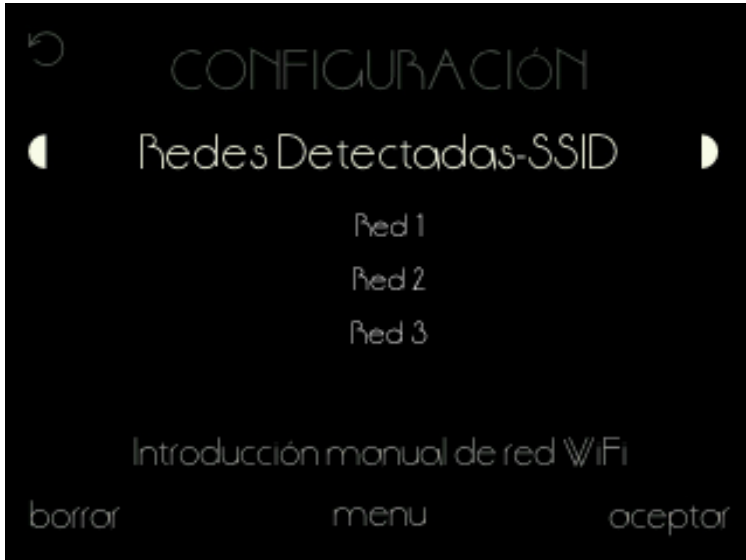 CONFIGURACIÓN
Redes Detectadas-SSID
Red 1
Red 2
Red 3
Introducción manual de red WiFi
borrar menu aceptar